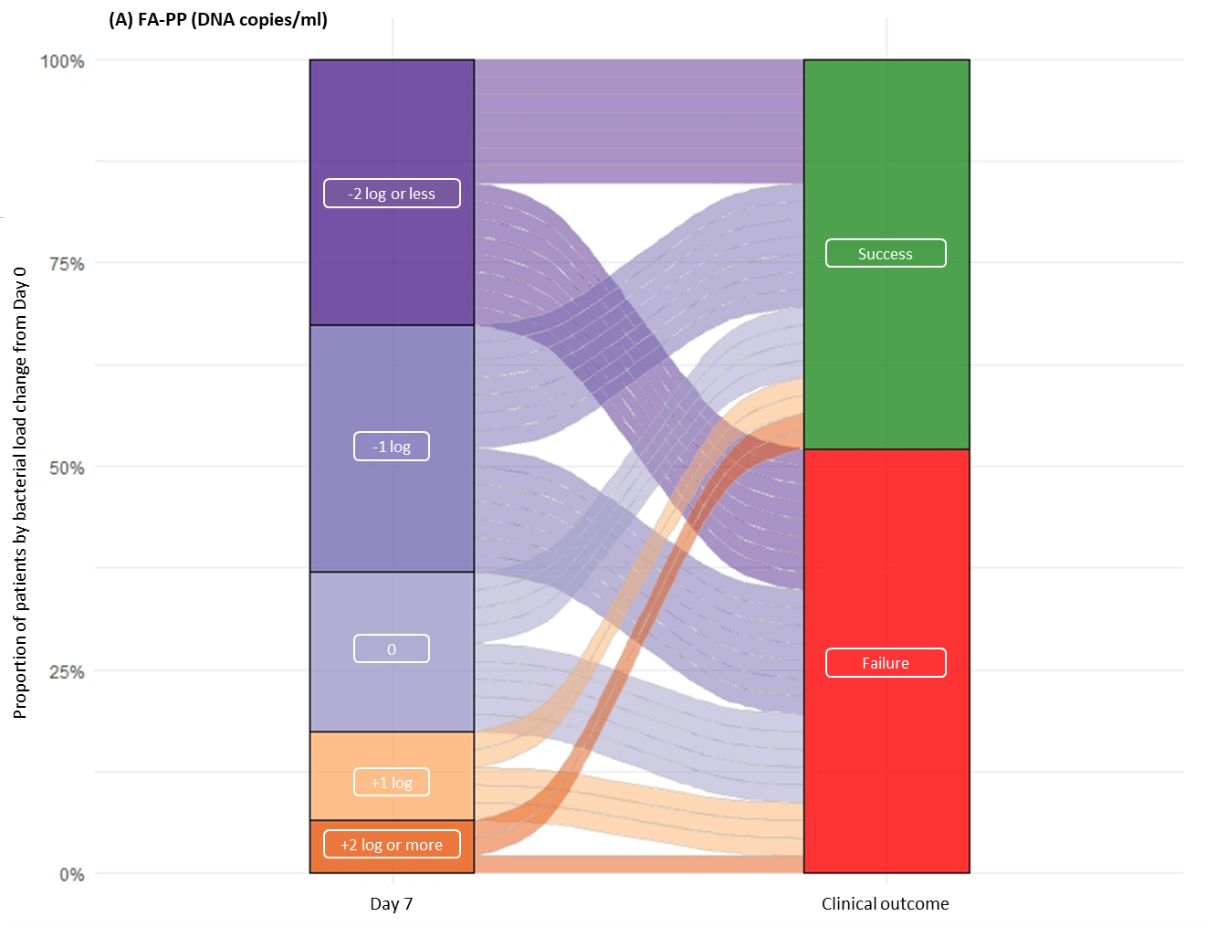 (A) FA-PP (DNA copies/ml)
100%
75%
50%
25%
0%
Proportion of patients by bacterial load change from Day 0
-2 log or less
-1 log
0
+1 log
+2 log or more
Success
Failure
Day 7
Clinical outcome